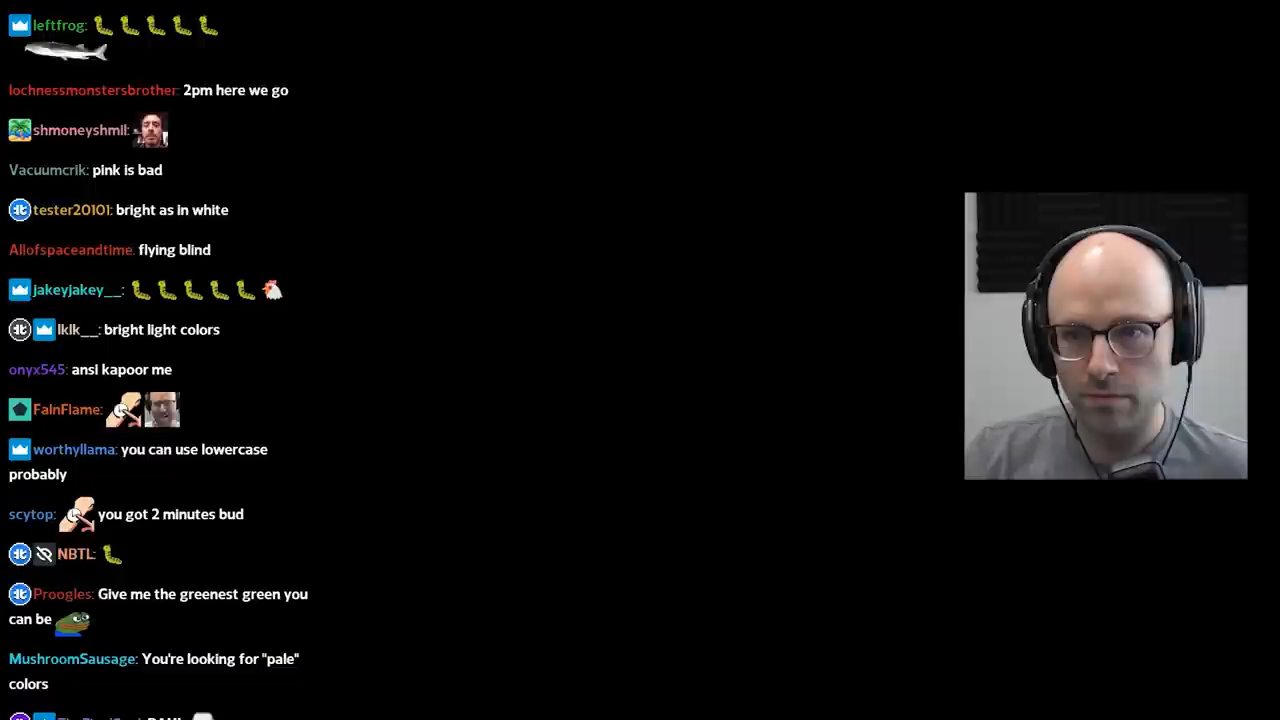 leftfrog:
lochnessmonstersbrother: 2pm here we go
shmoneyshmil:
Vacuumcrik: pink is bad
tester20101: bright as in white
Allofspaceandtime. flying blind
jakeyjakey__:
lklk__: bright light colors
onyx545: ansi kapoor me
FalnFlame:
worthyllama: you can use lowercase
probably
scytop: you got 2 minutes bud
NBTL:
Proogles: Give me the greenest green you
can be
MushroomSausage: You're looking for "pale"
colors